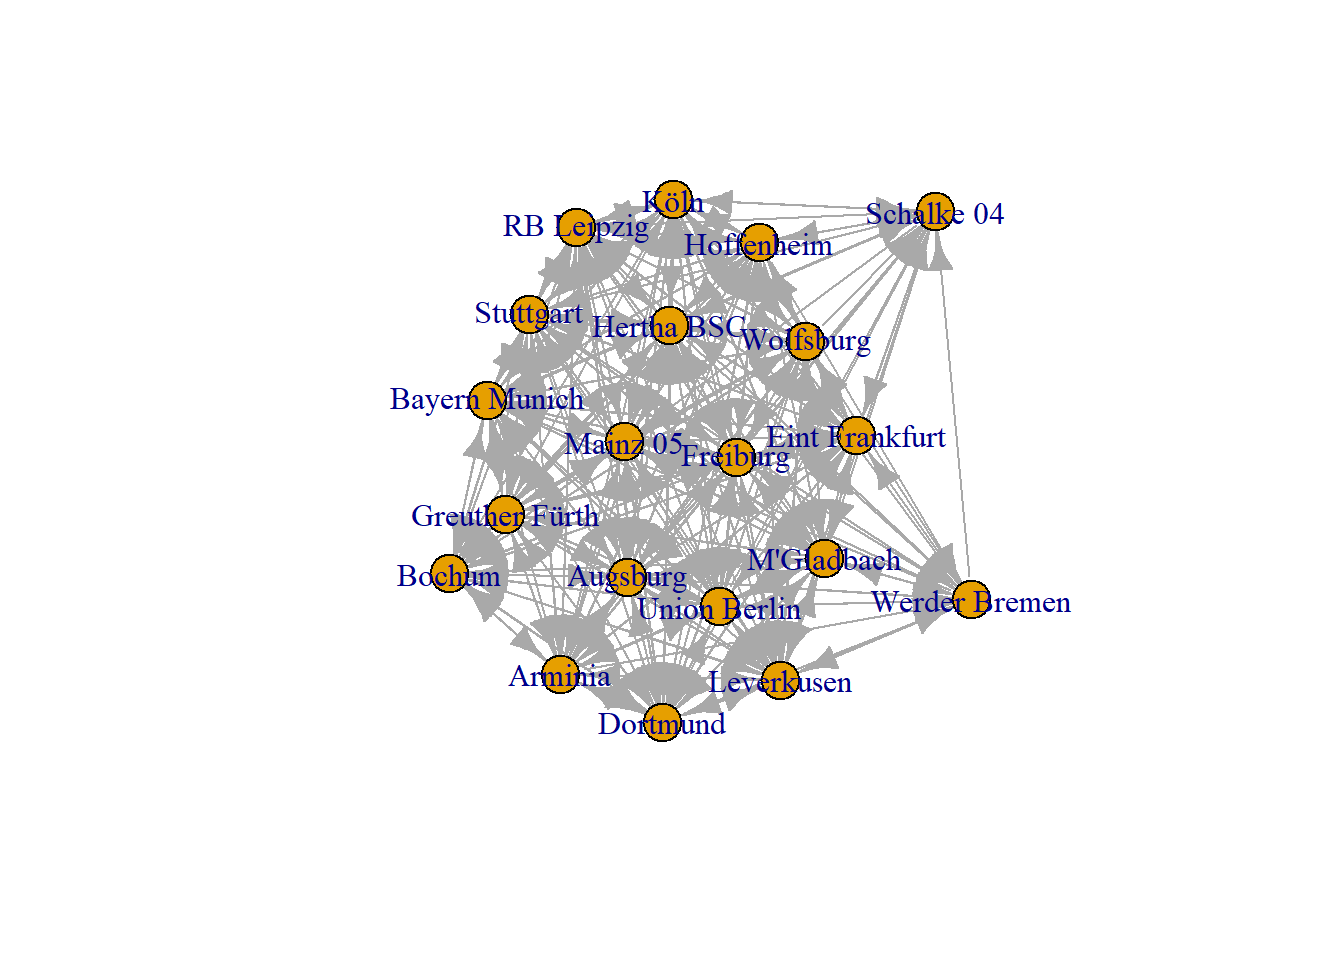 Köln
Schalke 04
RB Leipzig
Hoffenheim
Stuttgart
Hertha BSC
Wolfsburg
Bayern Munich
Mainz 05
Eint Frankfurt
Freiburg
Greuther Fürth
M'Gladbach
Bochum
Augsburg
Union Berlin
Werder Bremen
Arminia
Leverkusen
Dortmund